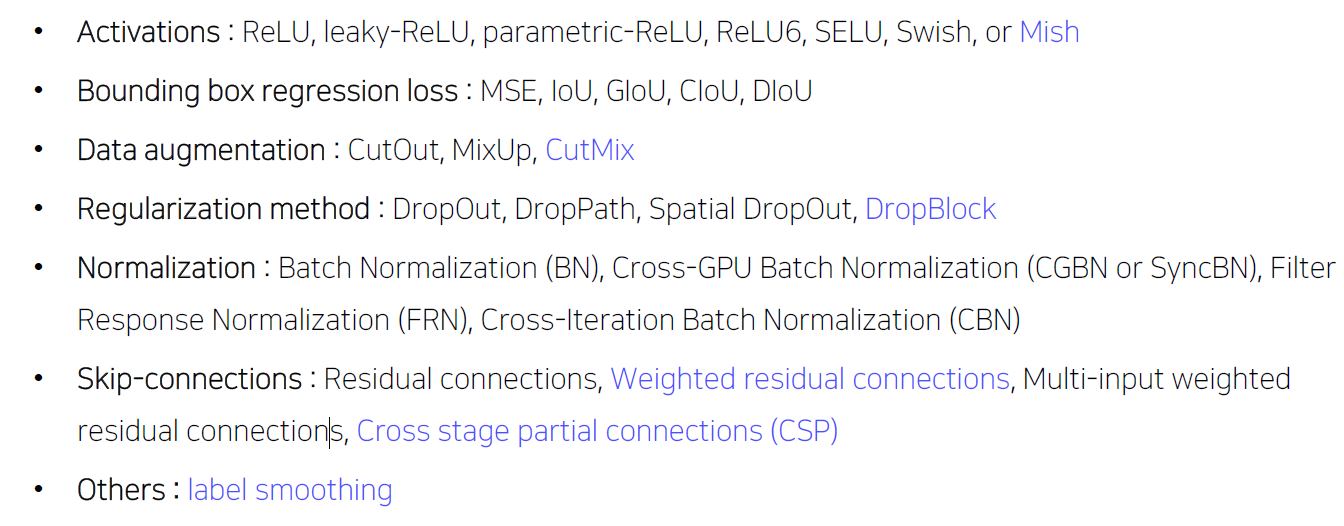 • Activations : ReLU, leaky-ReLU, parametric-ReLU, ReLU6, SELU, Swish, or Mish
• Bounding box regression loss : MSE, IoU, GIoU, CIoU, DIoU
• Data augmentation : CutOut, MixUp, CutMix
• Regularization method : DropOut, DropPath, Spatial DropOut, DropBlock
• Normalization : Batch Normalization (BN), Cross-GPU Batch Normalization (CGBN or SyncBN), Filter
Response Normalization (FRN), Cross-Iteration Batch Normalization (CBN)
• Skip-connections : Residual connections, Weighted residual connections, Multi-input weighted
residual connections, Cross stage partial connections (CSP)
• Others : label smoothing